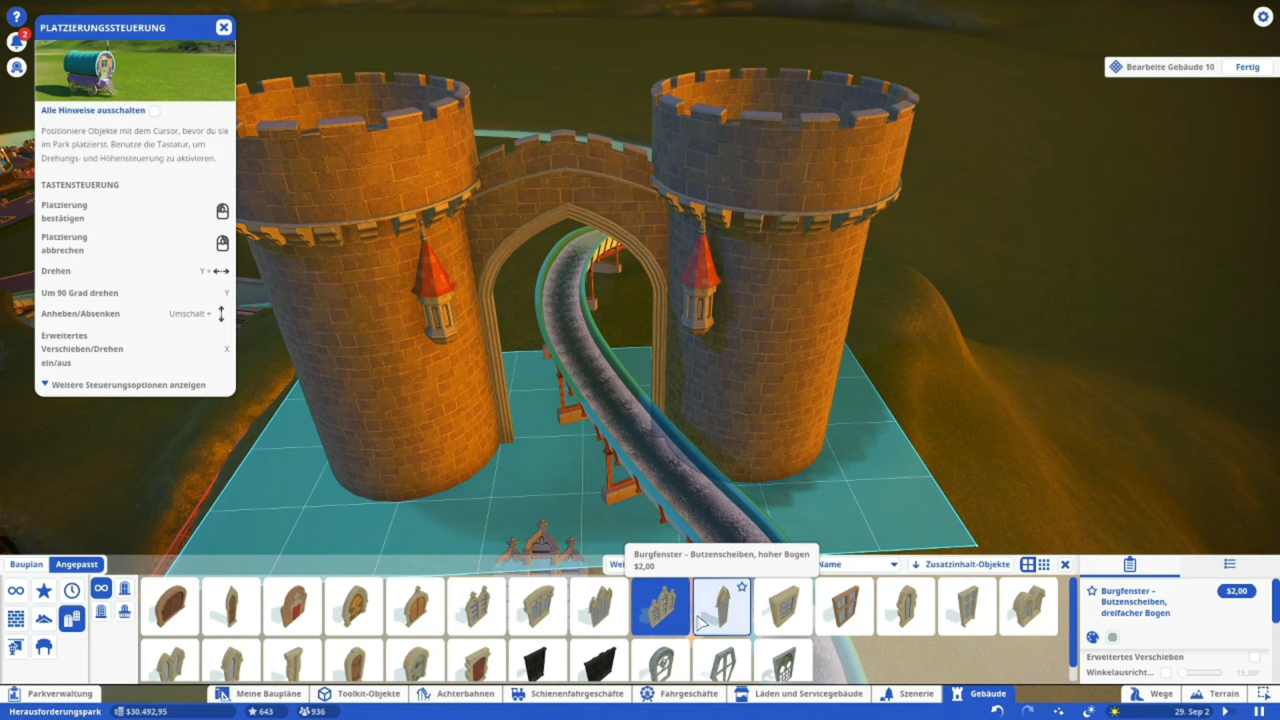 ?
2
PLATZIERUNGSSTEUERUNG
Alle Hinweise ausschalten
Positioniere Objekte mit dem Cursor, bevor du sie
im Park platzierst. Benutze die Tastatur, um
Drehungs- und Höhensteuerung zu aktivieren.
TASTENSTEUERUNG
Platzierung
bestätigen
Platzierung
abbrechen
Drehen Y +
Um 90 Grad drehen Y
Anheben/Absenken Umschalt +
Erweitertes
Verschieben/Drehen X
ein/aus
Weitere Steuerungsoptionen anzeigen
Bearbeite Gebäude 10 Fertig
Bauplan Angepasst
Burgfenster - Butzenscheiben, hoher Bogen
$2,00
Name
Zusatzinhalt-Objekte
Burgfenster - $2,00
Butzenscheiben,
dreifacher Bogen
Erweitertes Verschieben
Winkelausricht... 15,00°
Parkverwaltung Meine Baupläne Toolkit-Objekte Achterbahnen Schienenfahrgeschäfte Fahrgeschäfte Läden und Servicegebäude Szenerie Gebäude Wege Terrain
Herausforderungspark $30.492,95 643 936 29. Sep 2